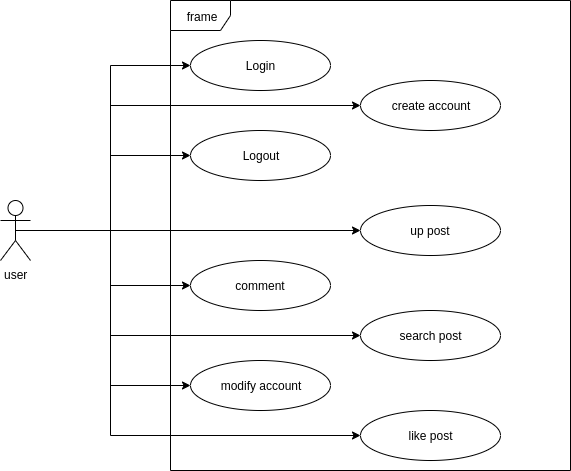 frame
Login
create account
Logout
up post
user
comment
search post
modify account
like post